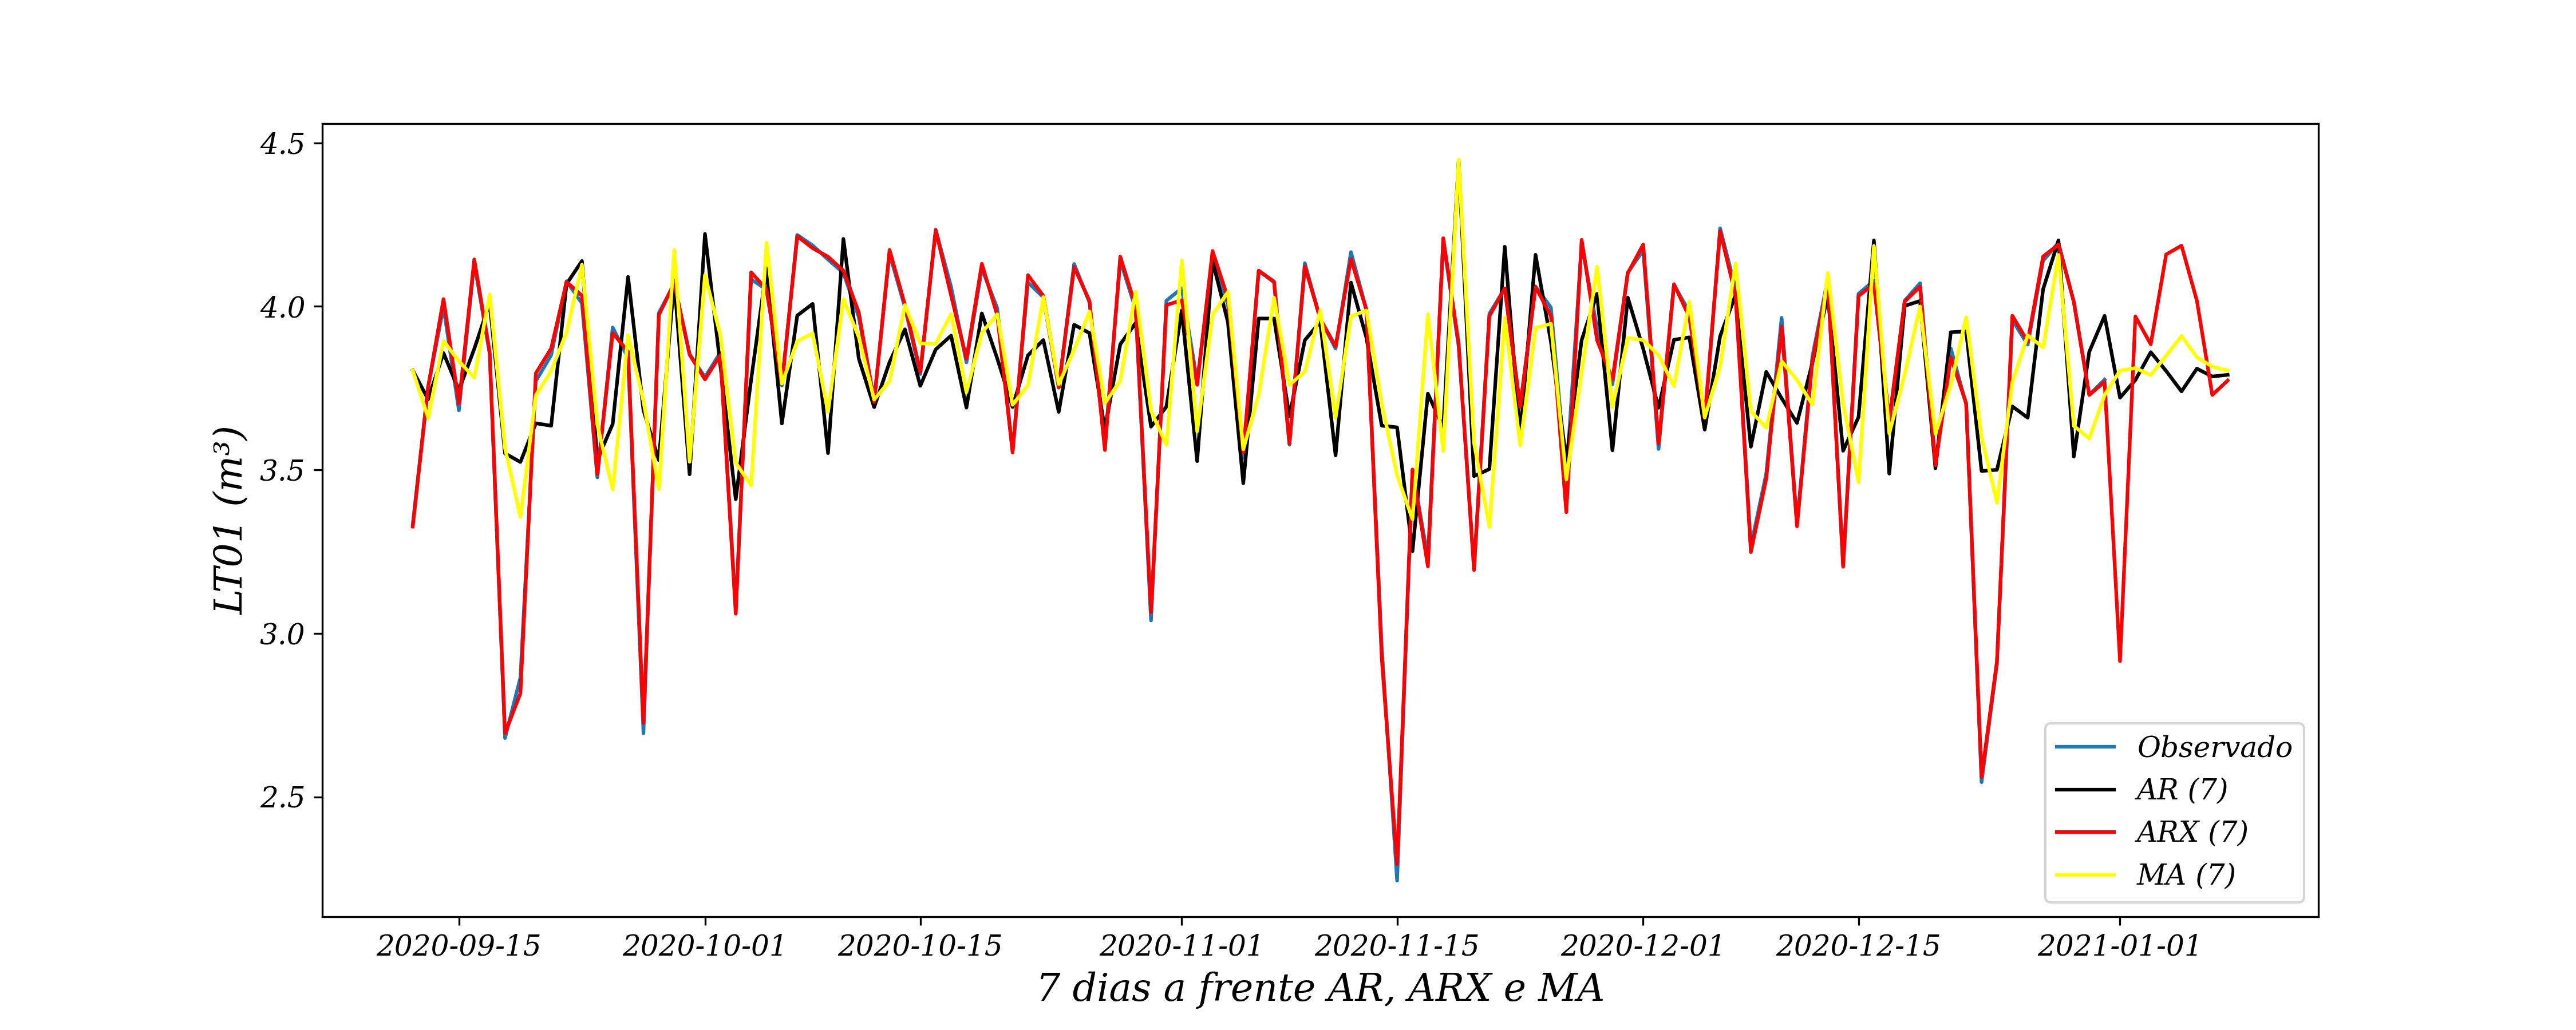 LT01 (m³)
4.5
4.0
3.5
3.0
2.5
Observado
AR (7)
ARX (7)
MA (7)
2020-09-15 2020-10-01 2020-10-15 2020-11-01 2020-11-15 2020-12-01 2020-12-15 2021-01-01
7 dias a frente AR, ARX e MA